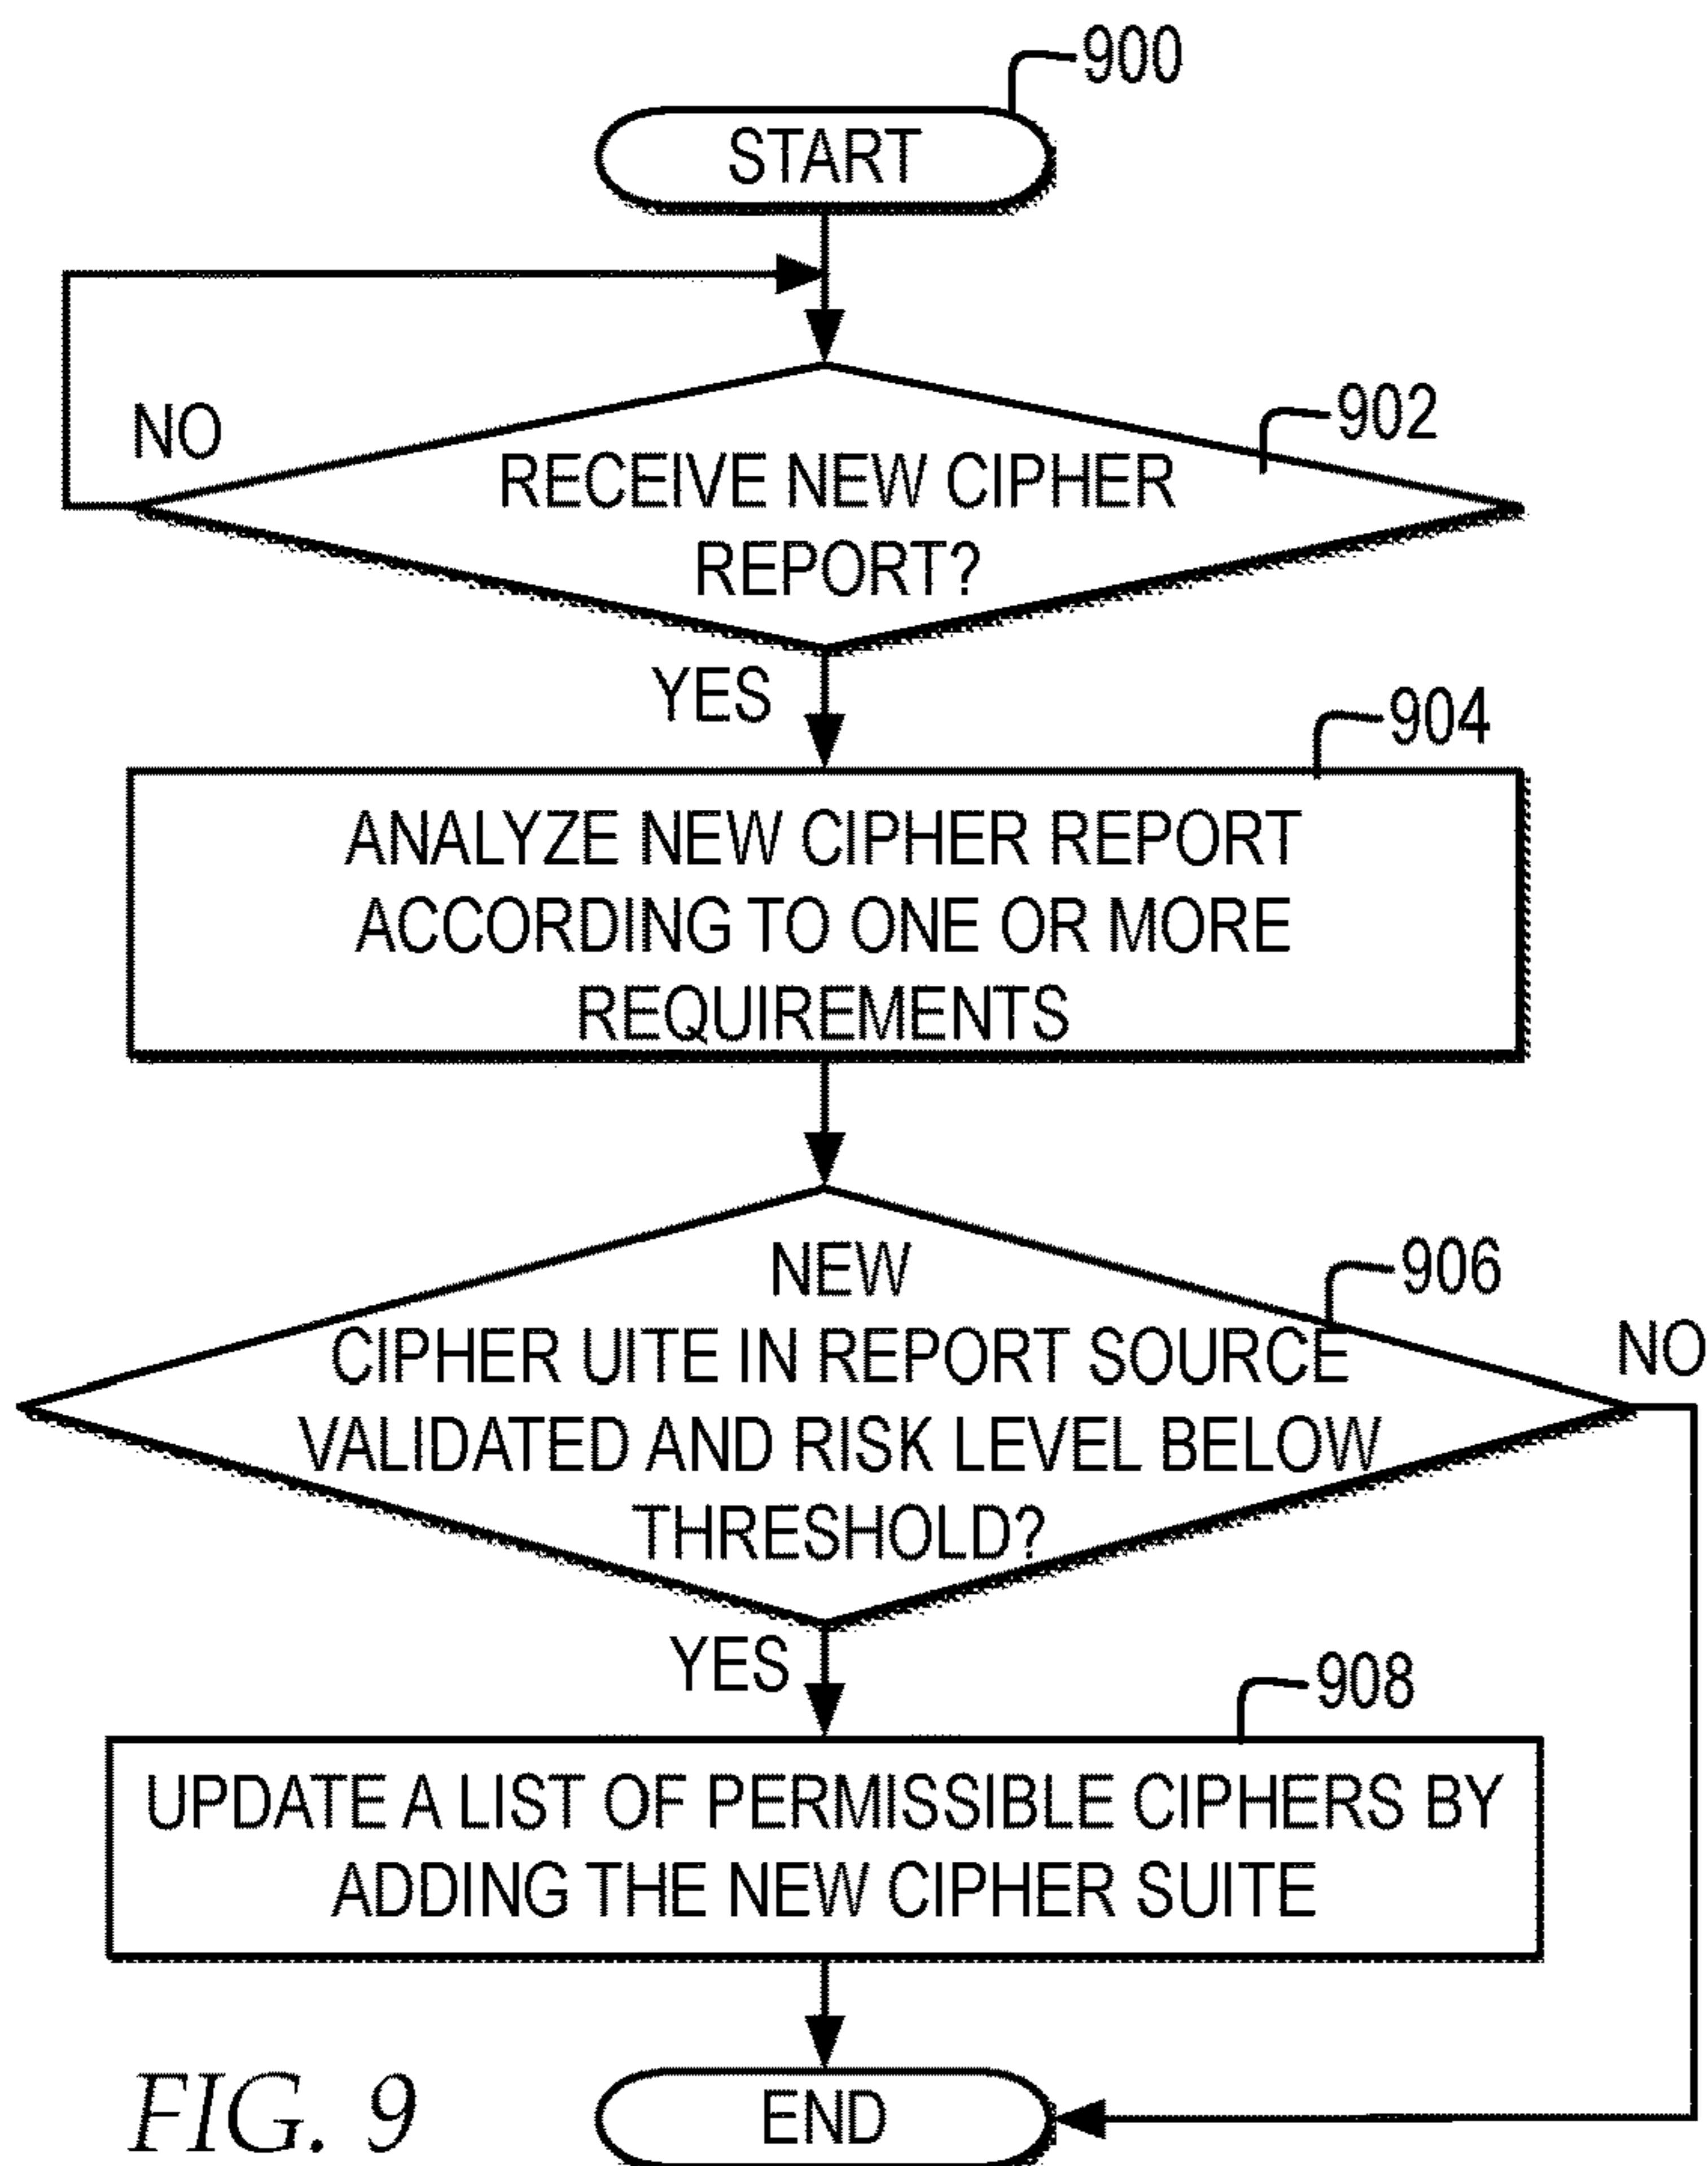 900
START
902
NO
RECEIVE NEW CIPHER
REPORT?
YES
904
ANALYZE NEW CIPHER REPORT
ACCORDING TO ONE OR MORE
REQUIREMENTS
906
NEW
CIPHER UITE IN REPORT SOURCE
NO
VALIDATED AND RISK LEVEL BELOW
THRESHOLD?
YES
908
UPDATE A LIST OF PERMISSIBLE CIPHERS BY
ADDING THE NEW CIPHER SUITE
END
FIG. 9